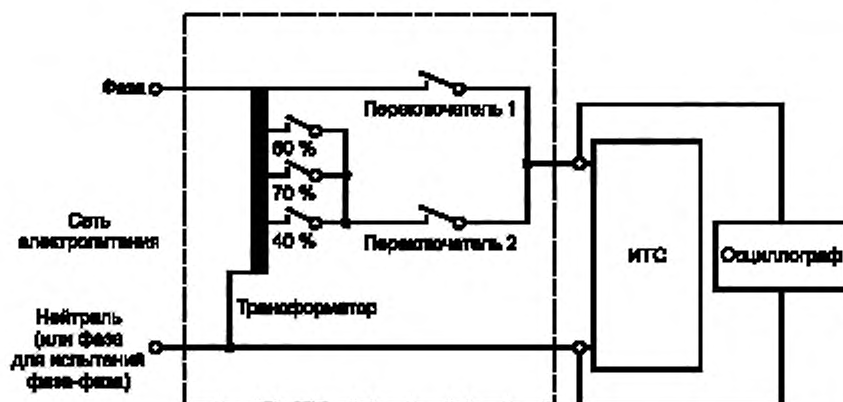 Фаза
Переключатель 1
80 %
70 %
40 %
Переключатель 2
Сеть
электропитания
ИТС
Осциллограф
Трансформатор
Нейтраль
(или фаза
для испытаний
фаза-фаза)